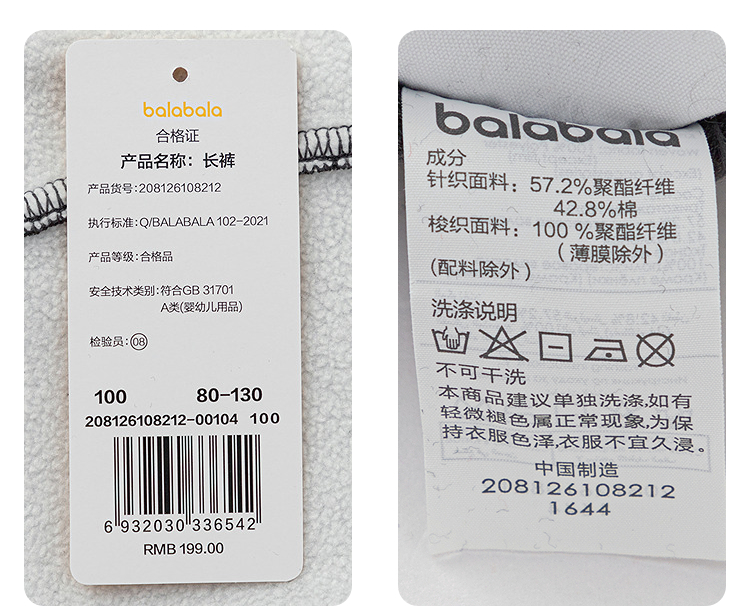 balabala
合格证
产品名称：长裤
产品货号：208126108212
执行标准：Q/BALABALA 102-2021
产品等级：合格品
安全技术类别：符合GB 31701
A类(婴幼儿用品)
检验员：08
100 80-130
208126108212-00104 100
6 932030 336542
RMB 199.00
balabala
成分
针织面料：57.2%聚酯纤维
42.8%棉
梭织面料：100 %聚酯纤维
（薄膜除外）
(配料除外）
洗涤说明
不可干洗
本商品建议单独洗涤,如有
轻微褪色属正常现象,为保
持衣服色泽,衣服不宜久浸。
中国制造
208126108212
1644